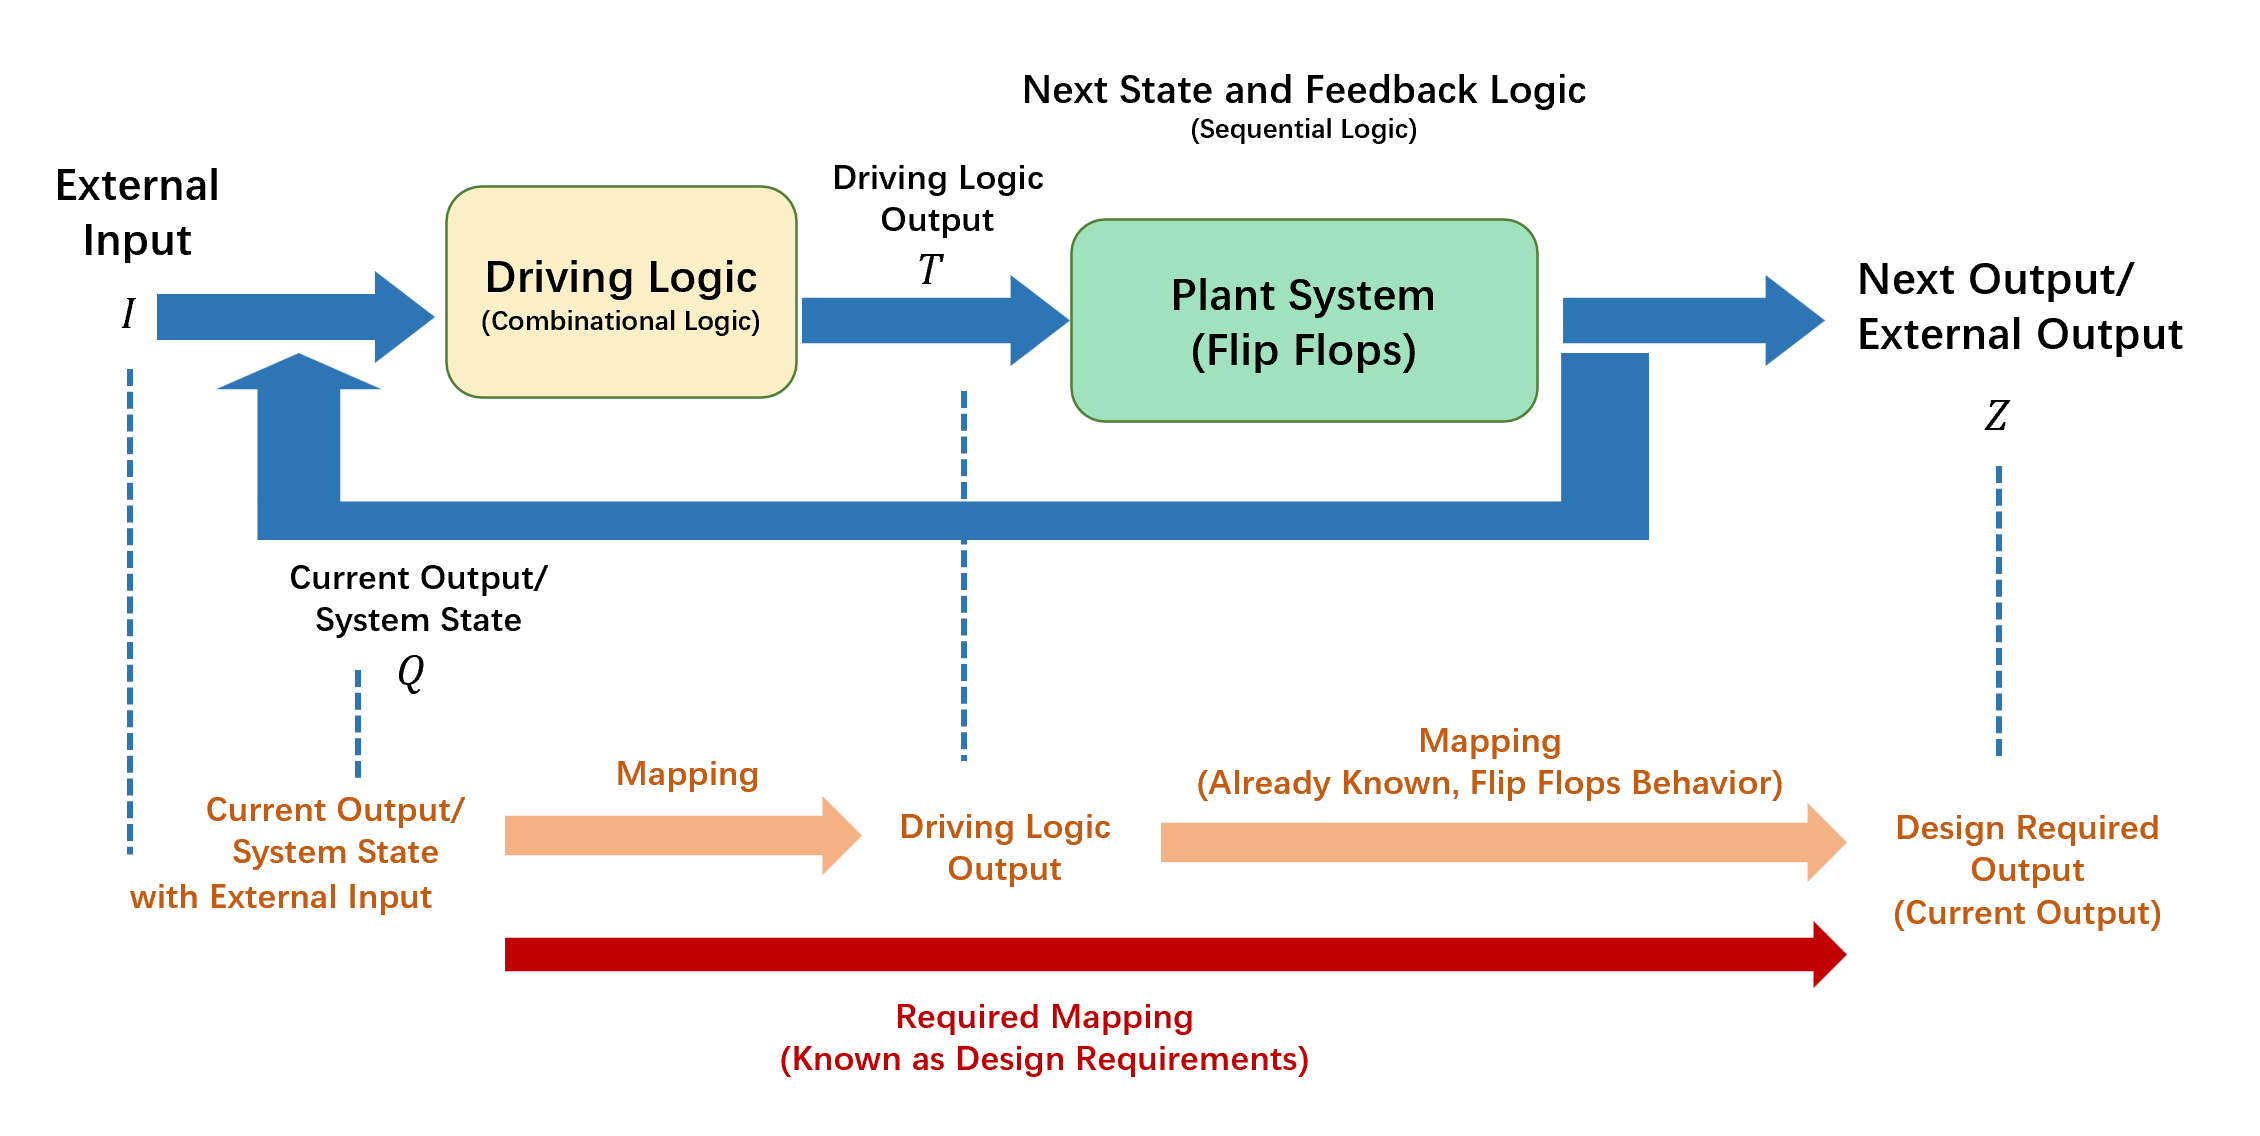 Next State and Feedback Logic
(Sequential Logic)
External
Input
I
Driving Logic
(Combinational Logic)
Driving Logic
Output
T
Plant System
(Flip Flops)
Next Output/
External Output
Z
Current Output/
System State
Q
Current Output/
System State
with External Input
Mapping
Driving Logic
Output
Mapping
(Already Known, Flip Flops Behavior)
Design Required
Output
(Current Output)
Required Mapping
(Known as Design Requirements)